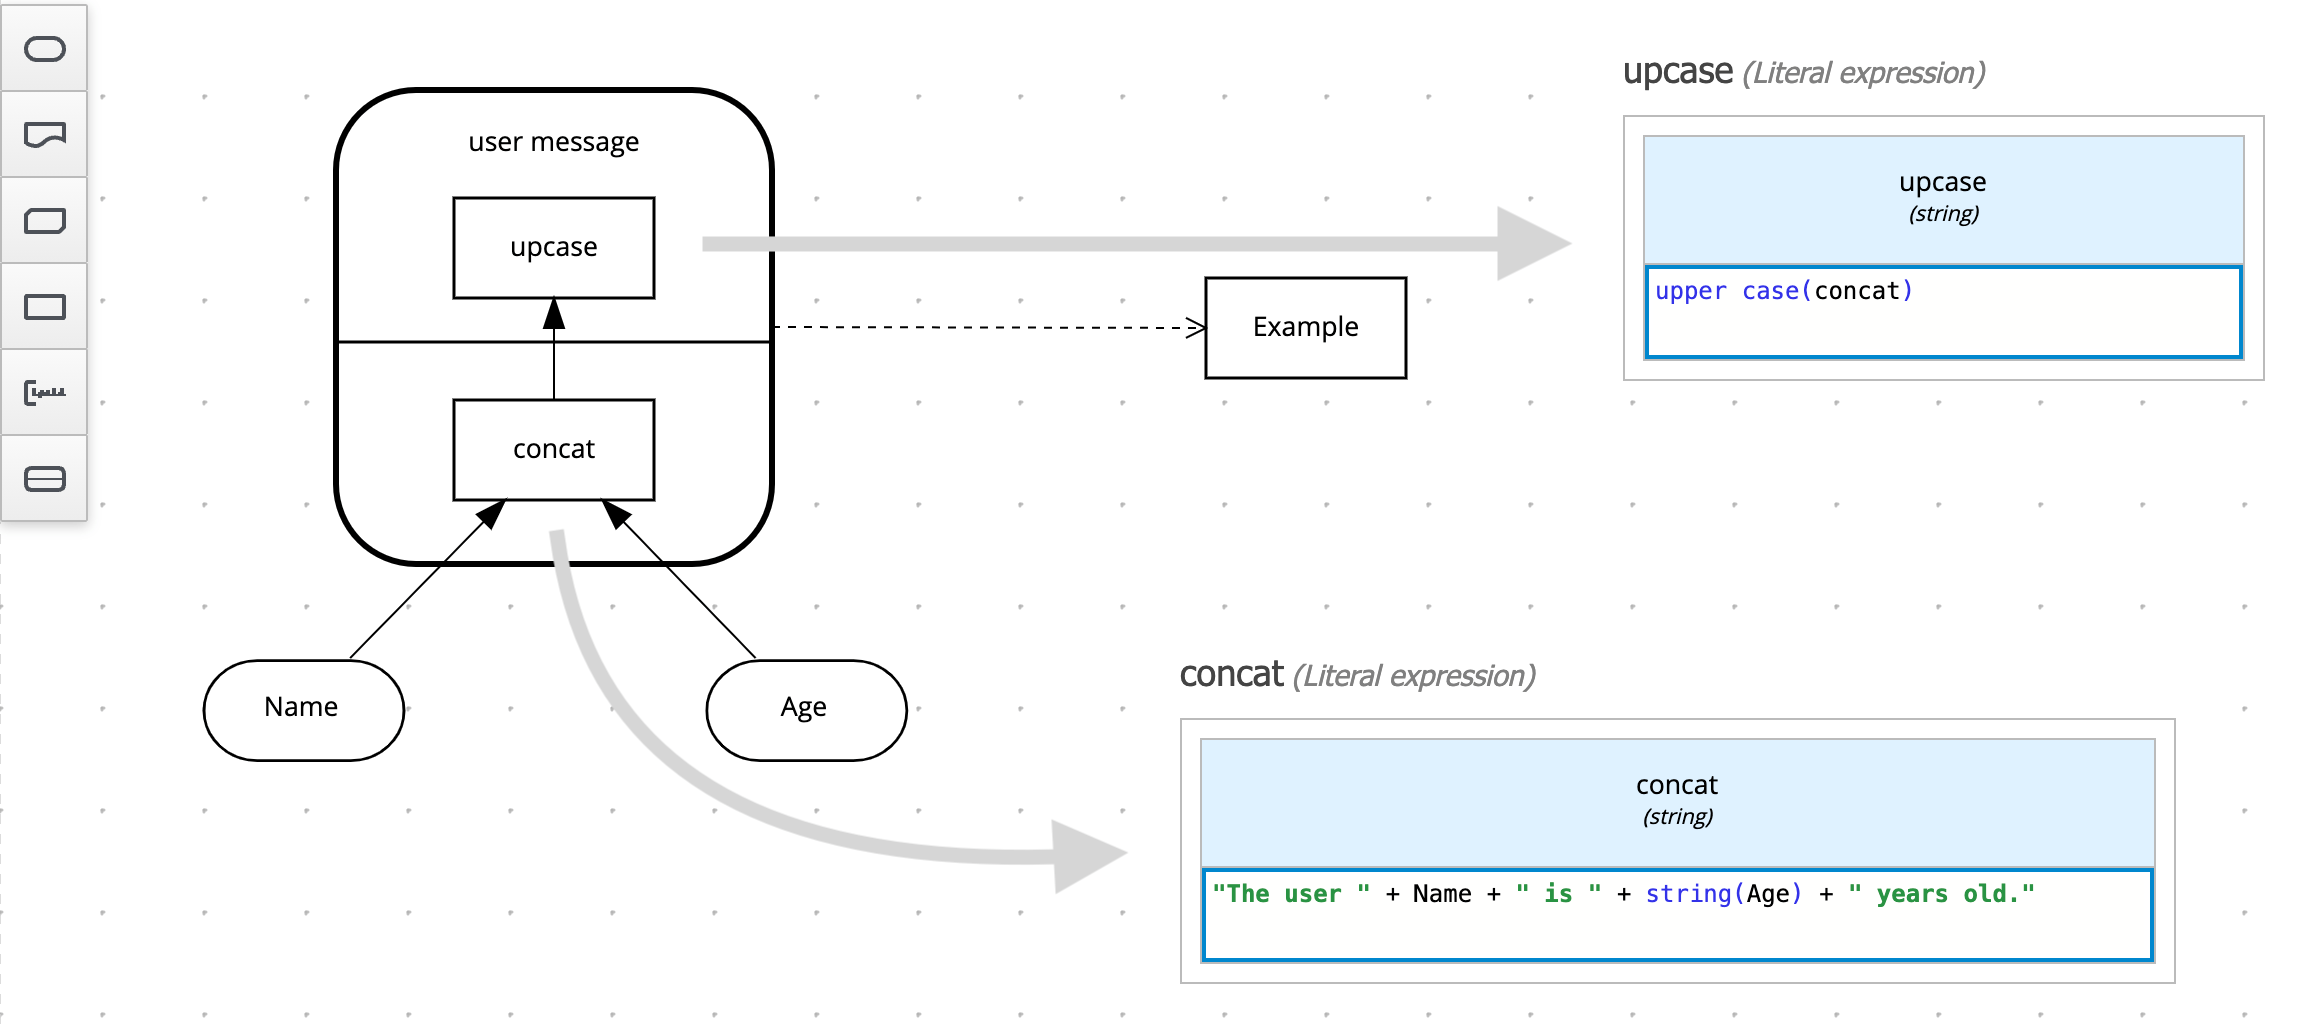 upcase (Literal expression)
user message
upcase
(string)
upcase
upper case(concat)
Example
concat
concat (Literal expression)
Name
Age
concat
(string)
"The user " + Name + " is " + string(Age) + " years old."